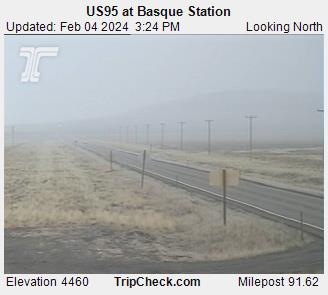 US95 at Basque Station
Updated: Feb 04 2024 3:24 PM Looking North
Elevation 4460 TripCheck.com Milepost 91.62